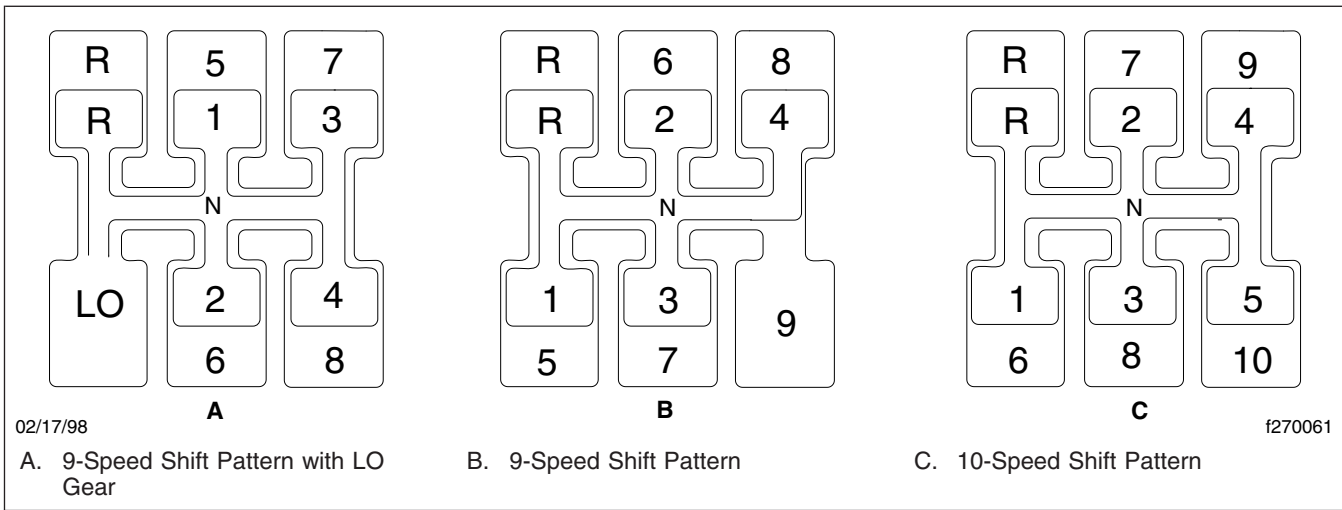 R 5 7
R 1 3
N
LO 2 4
6 8
A
R 6 8
R 2 4
N
1 3
9
5 7
B
R 7 9
R 2 4
N
1 3 5
6 8 10
C
02/17/98
f270061
A. 9-Speed Shift Pattern with LO
Gear
B. 9-Speed Shift Pattern
C. 10-Speed Shift Pattern